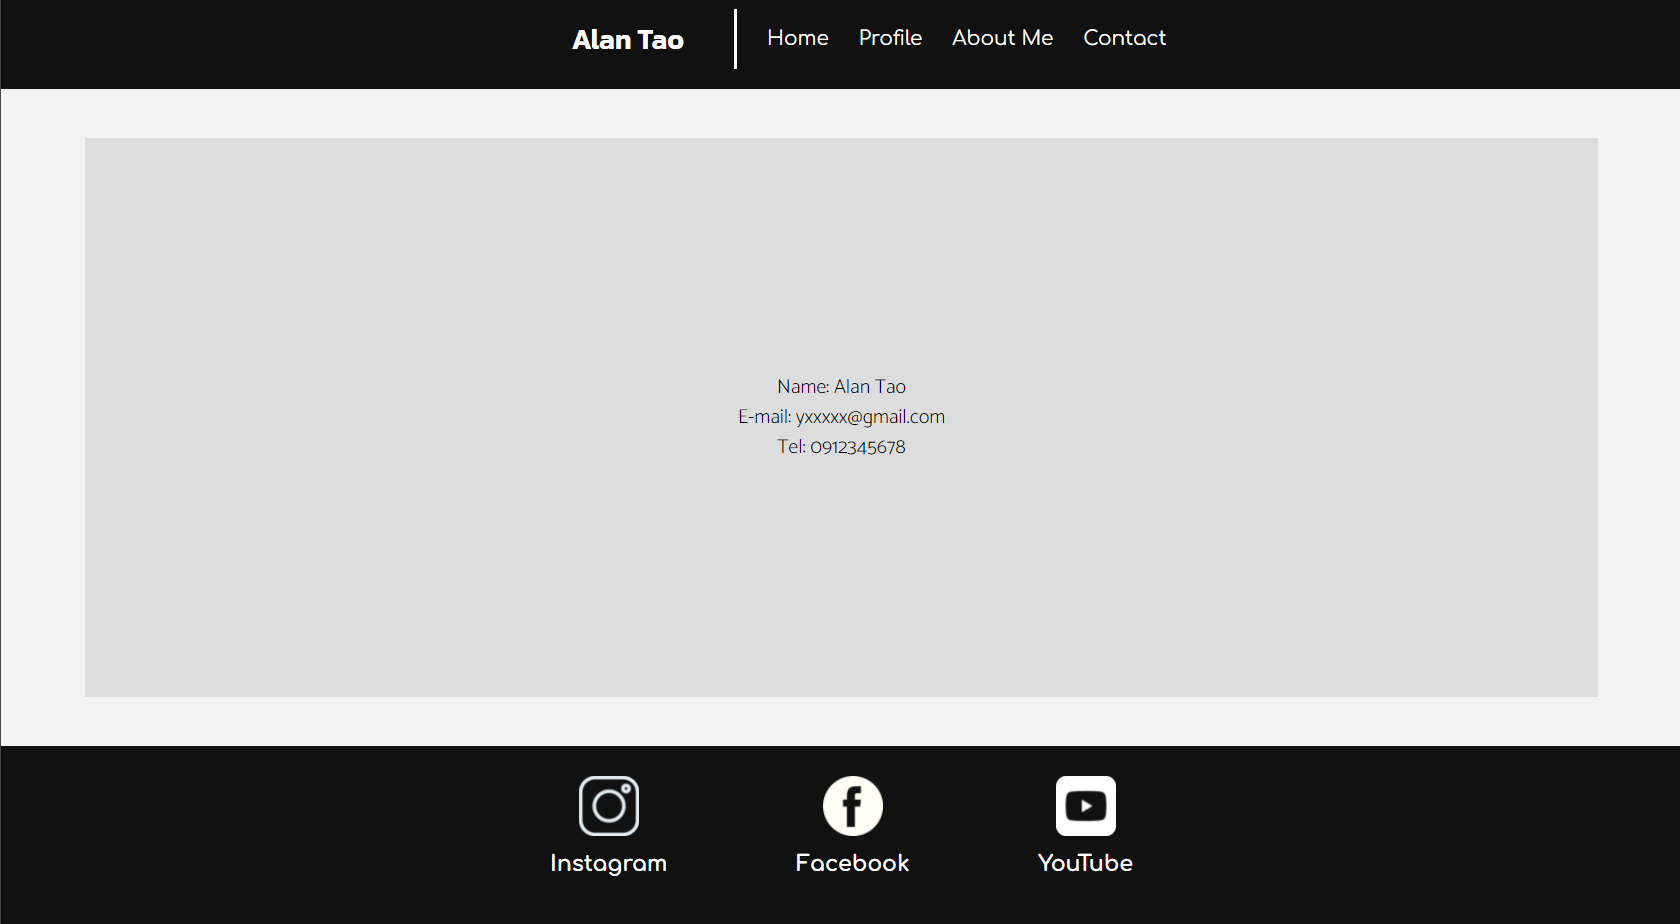 Alan Tao
Home Profile About Me Contact
Name: Alan Tao
E-mail: yxxxxx@gmail.com
Tel: 0912345678
Instagram Facebook YouTube